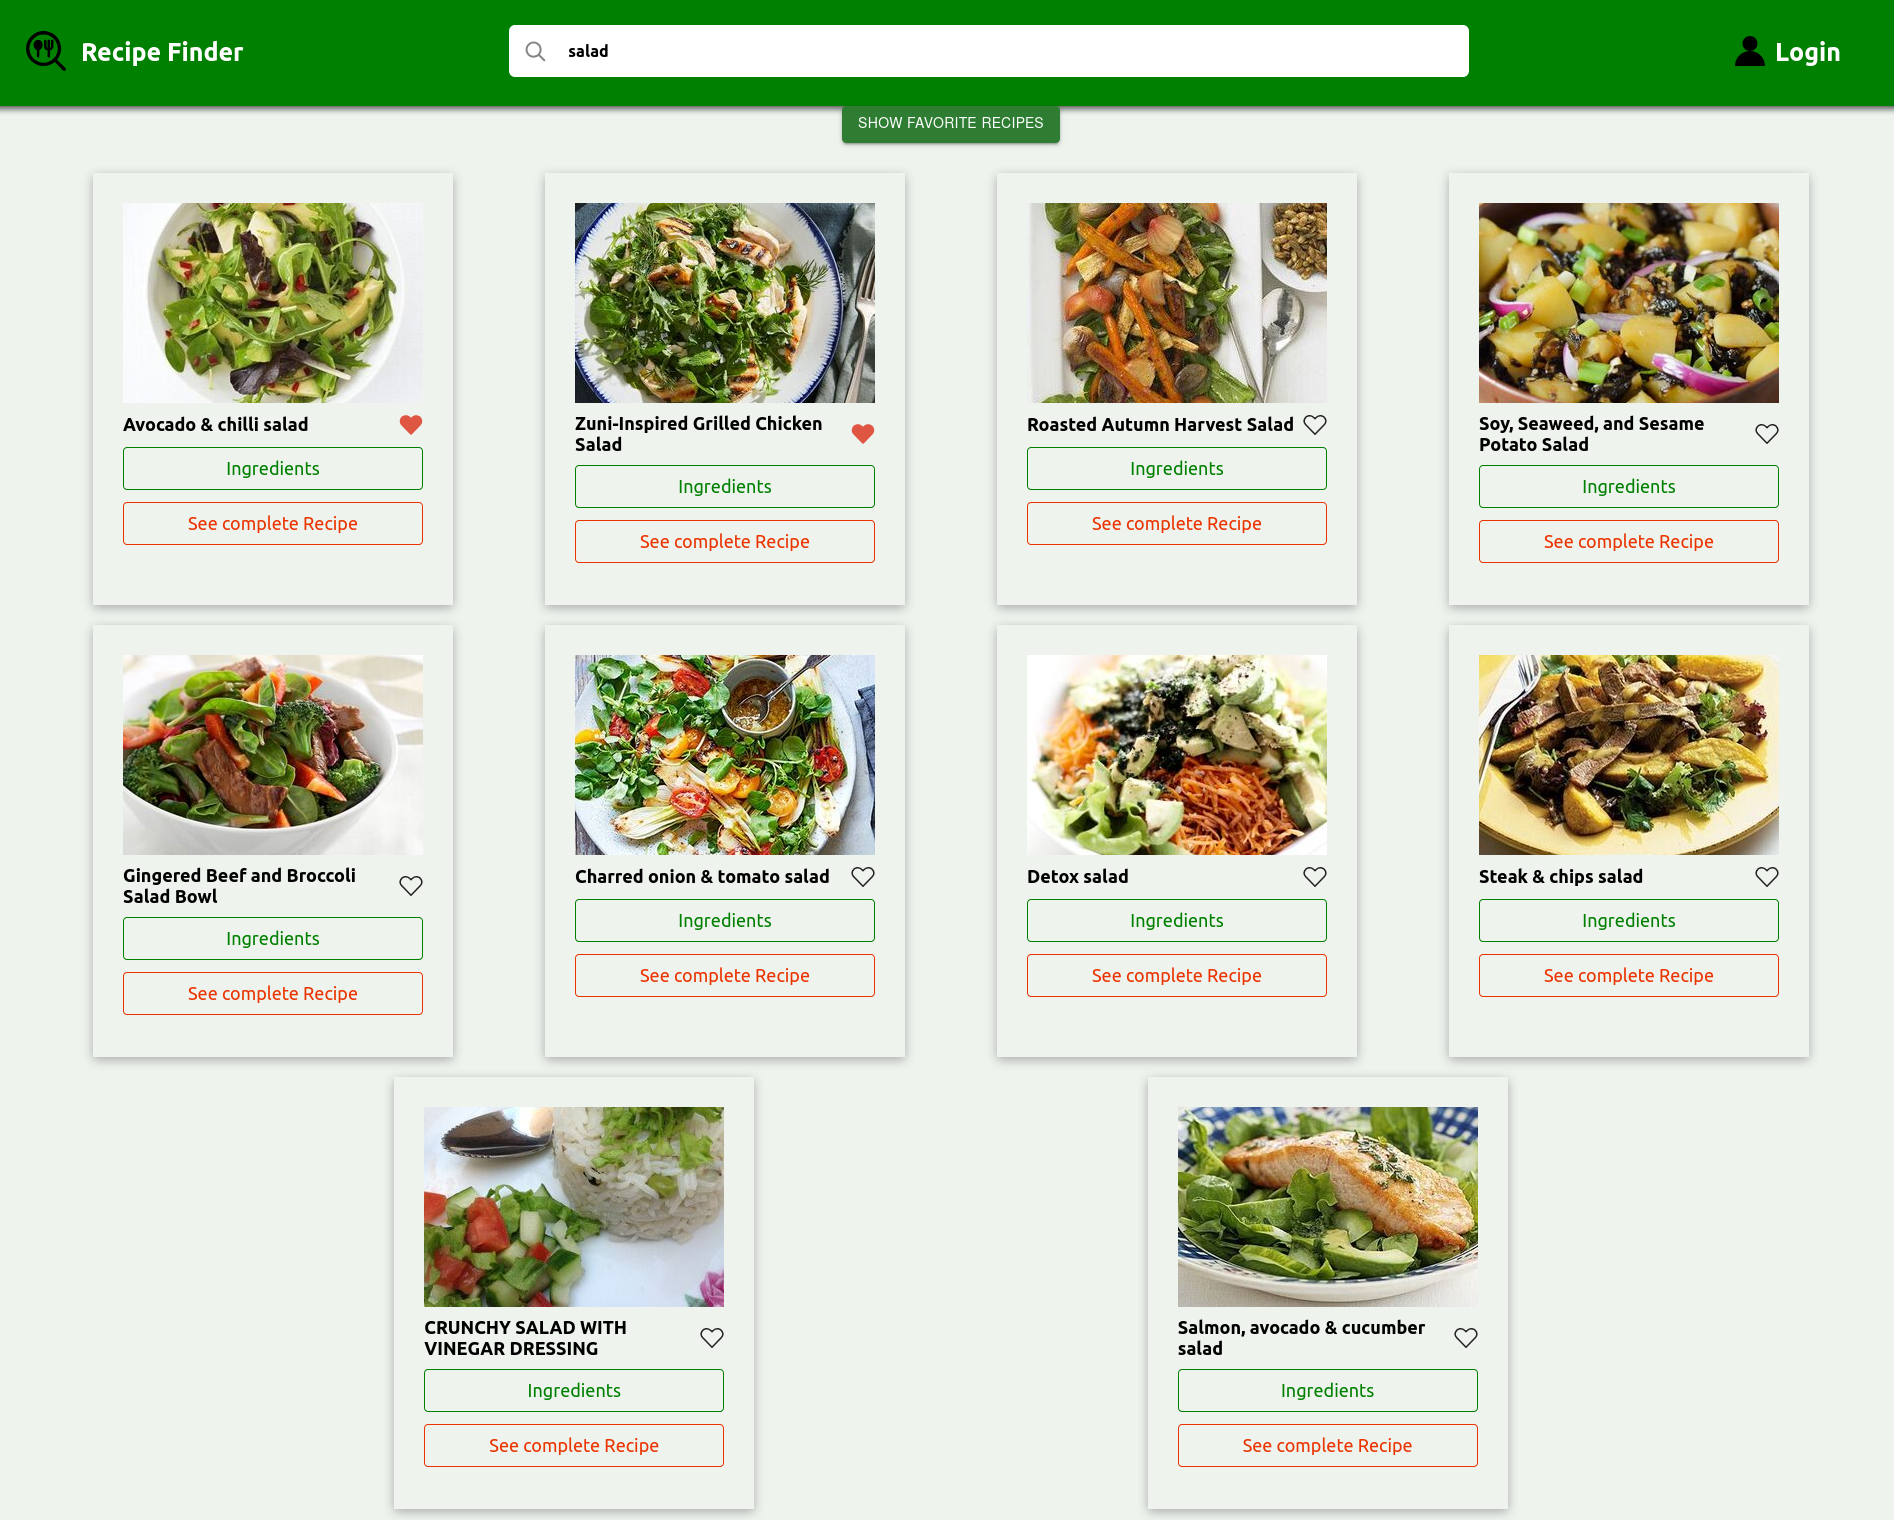 Recipe Finder
salad
Login
SHOW FAVORITE RECIPES
Avocado & chilli salad
Ingredients
See complete Recipe
Zuni-Inspired Grilled Chicken
Salad
Ingredients
See complete Recipe
Roasted Autumn Harvest Salad
Ingredients
See complete Recipe
Soy, Seaweed, and Sesame
Potato Salad
Ingredients
See complete Recipe
Gingered Beef and Broccoli
Salad Bowl
Ingredients
See complete Recipe
Charred onion & tomato salad
Ingredients
See complete Recipe
Detox salad
Ingredients
See complete Recipe
Steak & chips salad
Ingredients
See complete Recipe
CRUNCHY SALAD WITH
VINEGAR DRESSING
Ingredients
See complete Recipe
Salmon, avocado & cucumber
salad
Ingredients
See complete Recipe